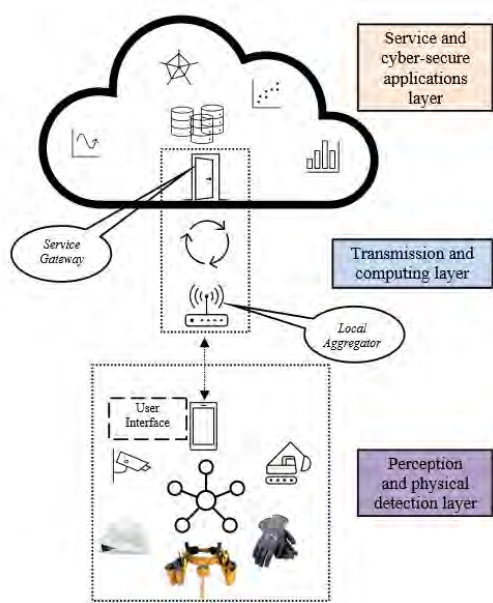 Service and
cyber-secure
applications
layer
Service
Gateway
Transmission and
computing layer
Local
Aggregator
User
Interface
Perception
and physical
detection layer